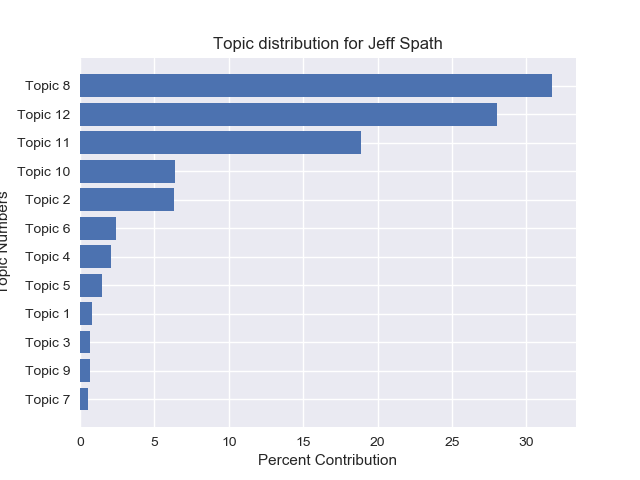 Topic distribution for Jeff Spath
Topic 8
Topic 12
Topic 11
Topic 10
Topic 2
Topic 6
Topic 4
Topic 5
Topic 1
Topic 3
Topic 9
Topic 7
Topic Numbers
0 5 10 15 20 25 30
Percent Contribution